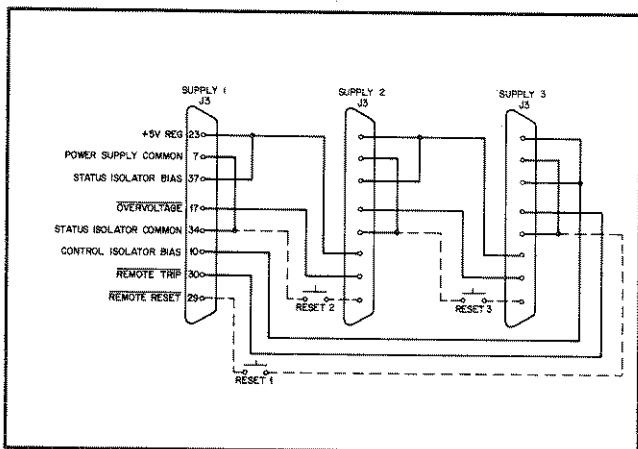 SUPPLY 1
J3
SUPPLY 2
J3
SUPPLY 3
J3
+5V REG 23
POWER SUPPLY COMMON 7
STATUS ISOLATOR BIAS 37
OVERVOLTAGE 17
STATUS ISOLATOR COMMON 34
CONTROL ISOLATOR BIAS 10
REMOTE TRIP 30
REMOTE RESET 29
RESET 2
RESET 3
RESET 1